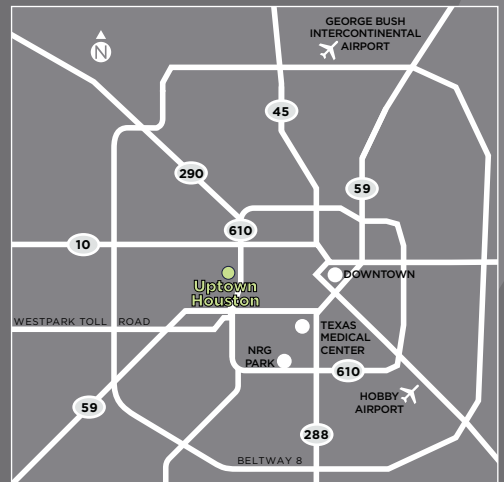 GEORGE BUSH
INTERCONTINENTAL
AIRPORT
N
45
290
59
610
10
DOWNTOWN
Uptown
Houston
WESTPARK TOLL ROAD
TEXAS
MEDICAL
CENTER
NRG
PARK
610
HOBBY
AIRPORT
59
288
BELTWAY 8